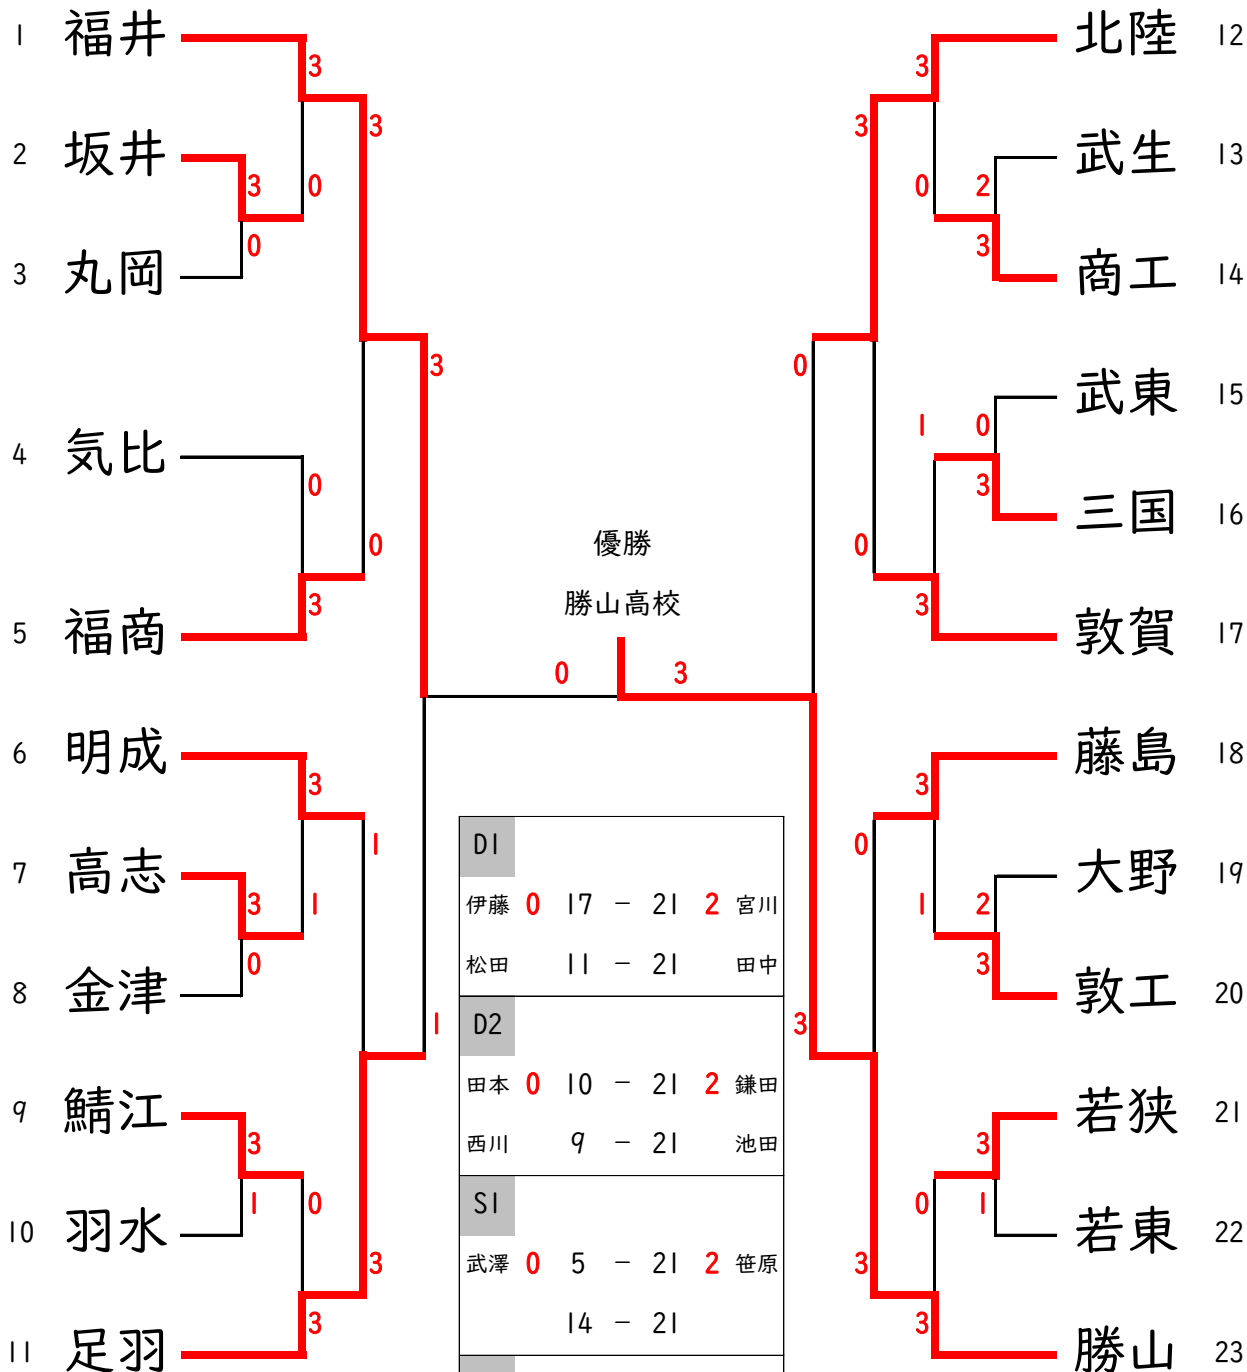 1 福井
3
3
2 坂井
3 0
0
3 丸岡
3
4 気比
0
0
3
5 福商
6 明成
3
1
7 高志
3 1
0
8 金津
1
9 鯖江
3
1 0
10 羽水
3
3
11 足羽
優勝
勝山高校
0 3
D1
伊藤 0 17 - 21 2 宮川
松田 11 - 21 田中
D2
田本 0 10 - 21 2 鎌田
西川 9 - 21 池田
S1
武澤 0 5 - 21 2 笹原
14 - 21
北陸 12
3
3
武生 13
0 2
3
商工 14
0
武東 15
1 0
3
三国 16
0
3
敦賀 17
藤島 18
3
0
大野 19
1 2
3
敦工 20
3
若狭 21
3
0 1
若東 22
3
3
勝山 23